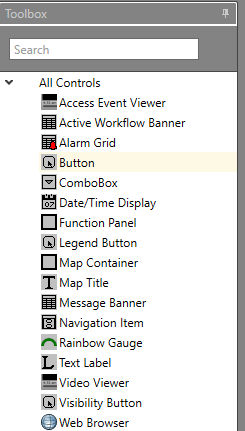 Toolbox
Search
All Controls
Access Event Viewer
Active Workflow Banner
Alarm Grid
Button
ComboBox
Date/Time Display
Function Panel
Legend Button
Map Container
Map Title
Message Banner
Navigation Item
Rainbow Gauge
Text Label
Video Viewer
Visibility Button
Web Browser